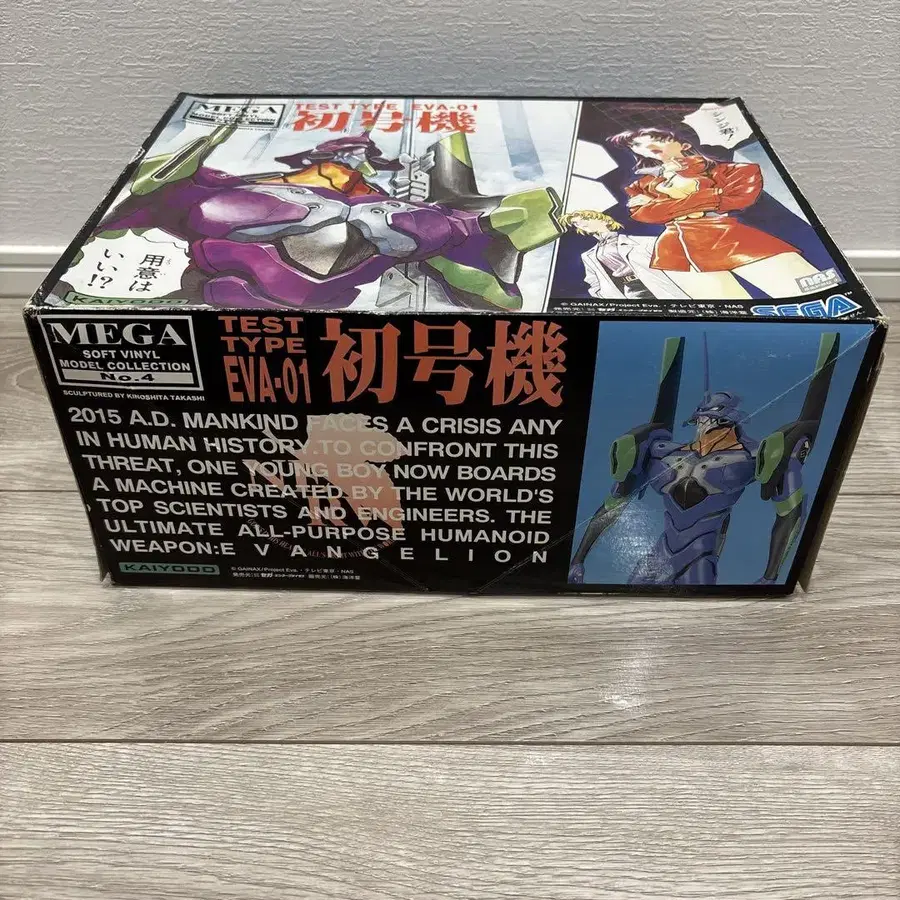 MEGA
TEST TYPE EVA-01
初号機
用意は
いい!?
KAIYODO
nas
© GAINAX/Project Eva.・テレビ東京・NAS
SEGA
MEGA
SOFT VINYL
MODEL COLLECTION
No.4
SCULPTURED BY KINOSHITA TAKASHI
TEST
TYPE
EVA-01
初号機
2015 A.D. MANKIND FACES A CRISIS ANY
IN HUMAN HISTORY.TO CONFRONT THIS
THREAT, ONE YOUNG BOY NOW BOARDS
A MACHINE CREATED BY THE WORLD'S
TOP SCIENTISTS AND ENGINEERS. THE
ULTIMATE ALL-PURPOSE HUMANOID
WEAPON:EVANGELION
KAIYODO
© GAINAX/Project Eva.・テレビ東京・NAS